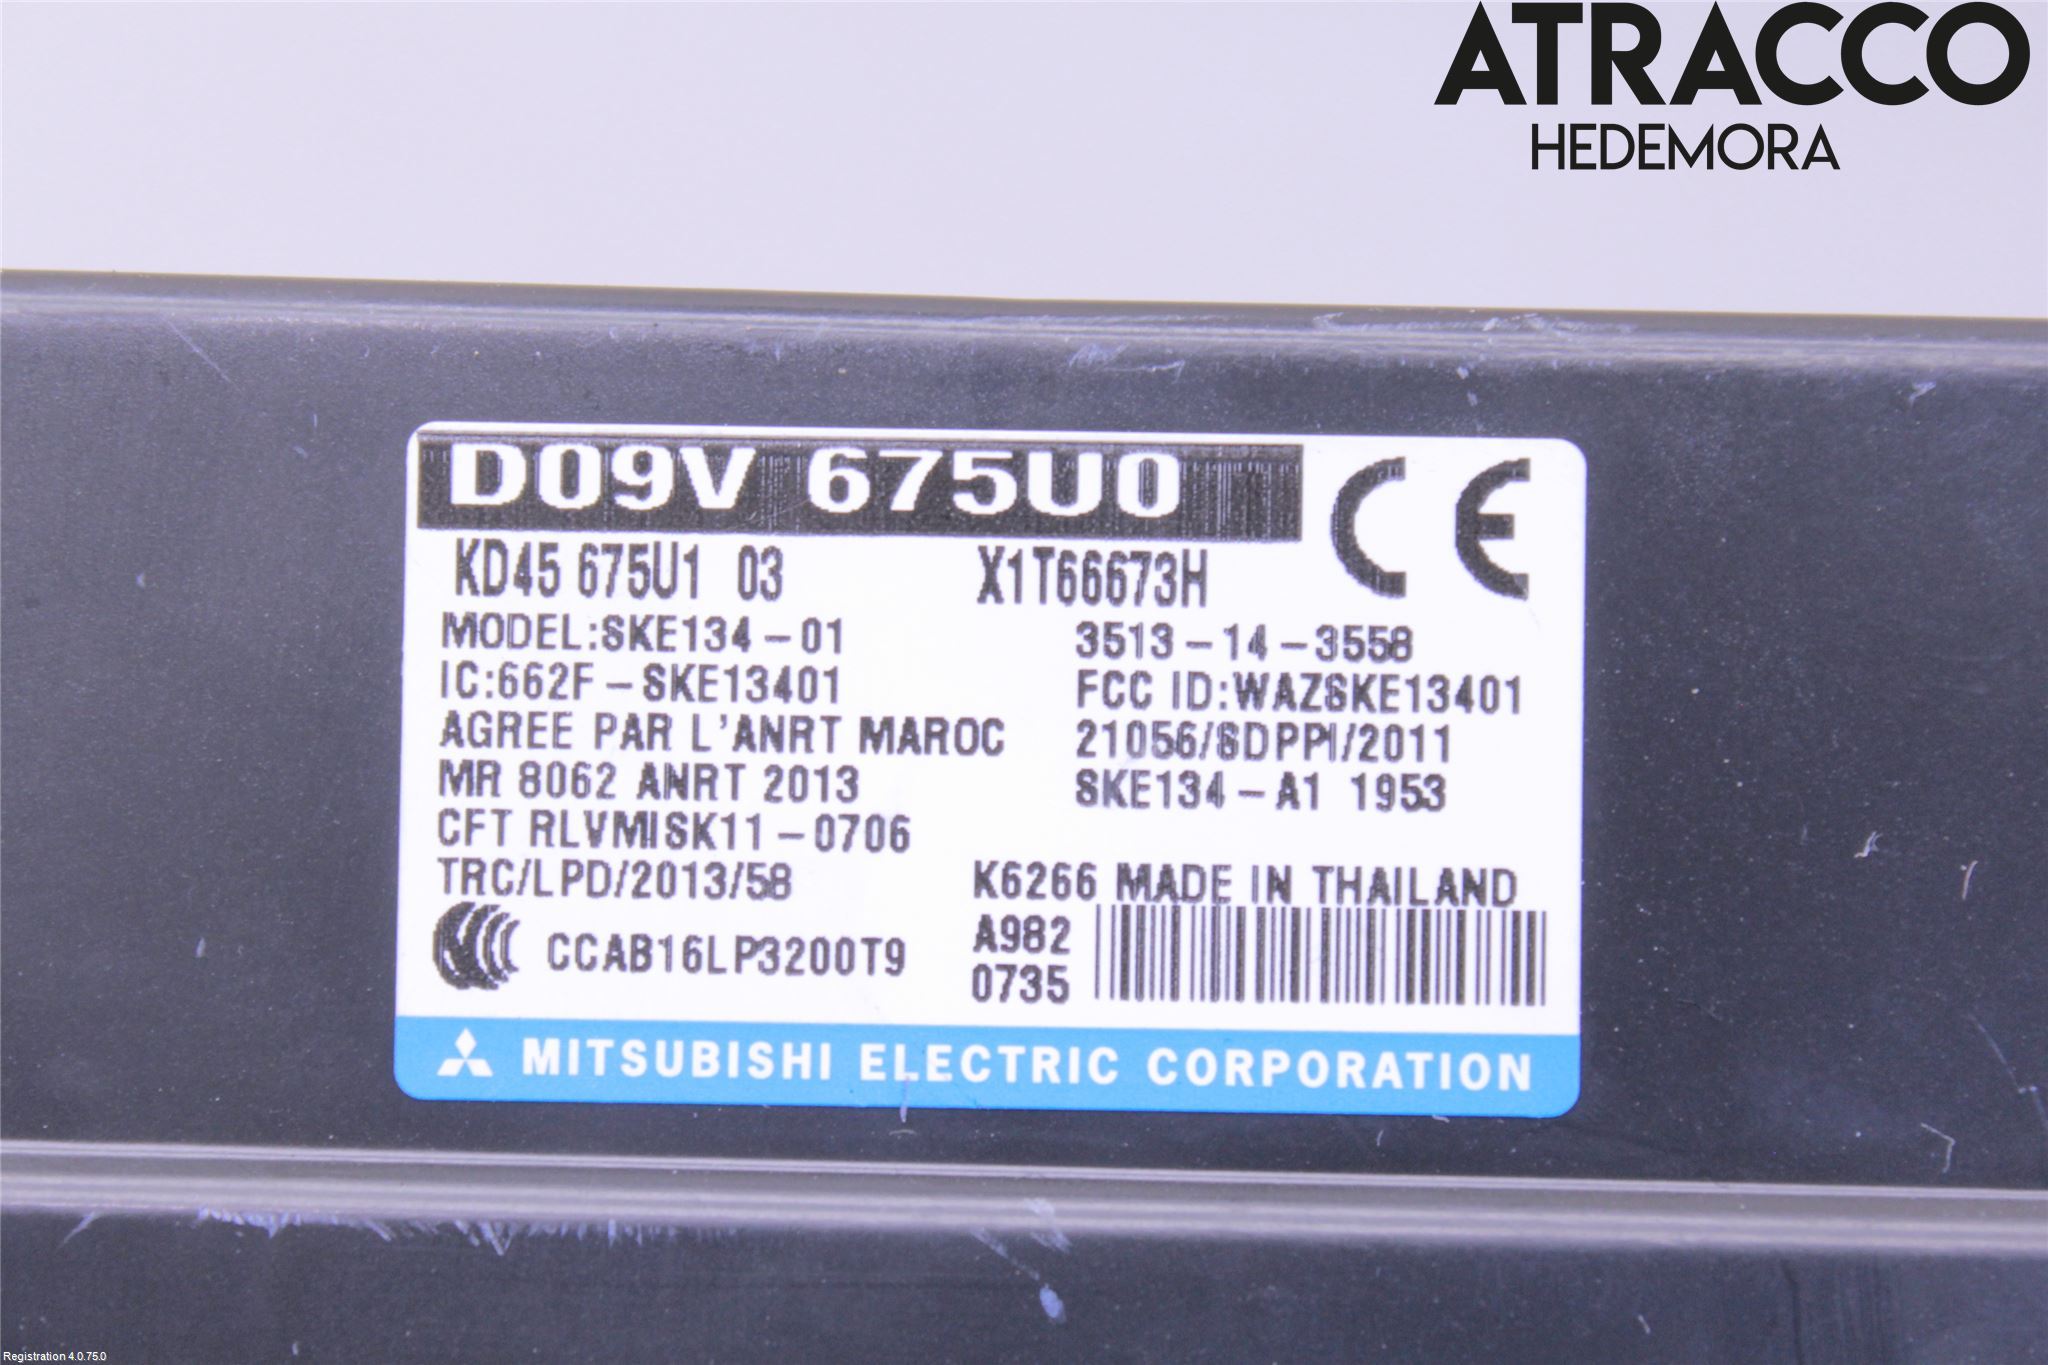 ATRACCO
HEDEMORA
D09V 675U0
CE
KD45 675U1 03 X1T66673H
MODEL:SKE134-01 3513-14-3558
IC:662F-SKE13401 FCC ID:WAZSKE13401
AGREE PAR L'ANRT MAROC 21056/SDPPI/2011
MR 8062 ANRT 2013 SKE134-A1 1953
CFT RLVMISK11-0706
TRC/LPD/2013/58 K6266 MADE IN THAILAND
CCAB16LP3200T9 A982
0735
MITSUBISHI ELECTRIC CORPORATION
Registration 4.0.75.0